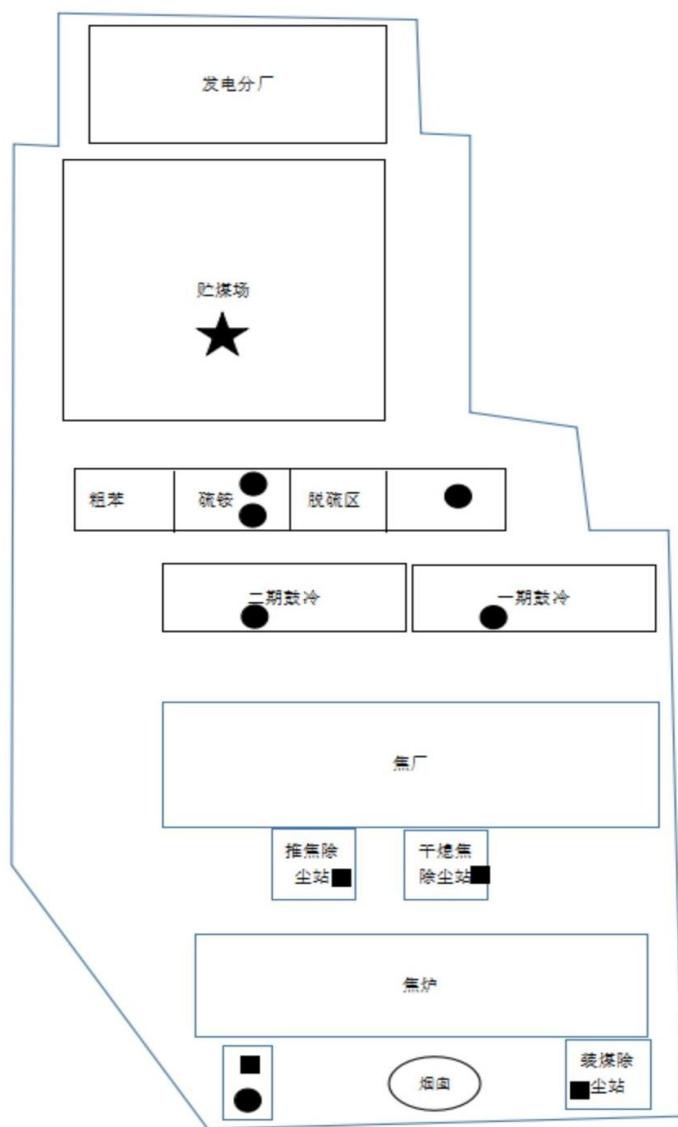 发电分厂
贮煤场
粗苯
硫铵
脱硫区
二期鼓冷
一期鼓冷
焦厂
推焦除
尘站
干熄焦
除尘站
焦炉
烟囱
装煤除
尘站